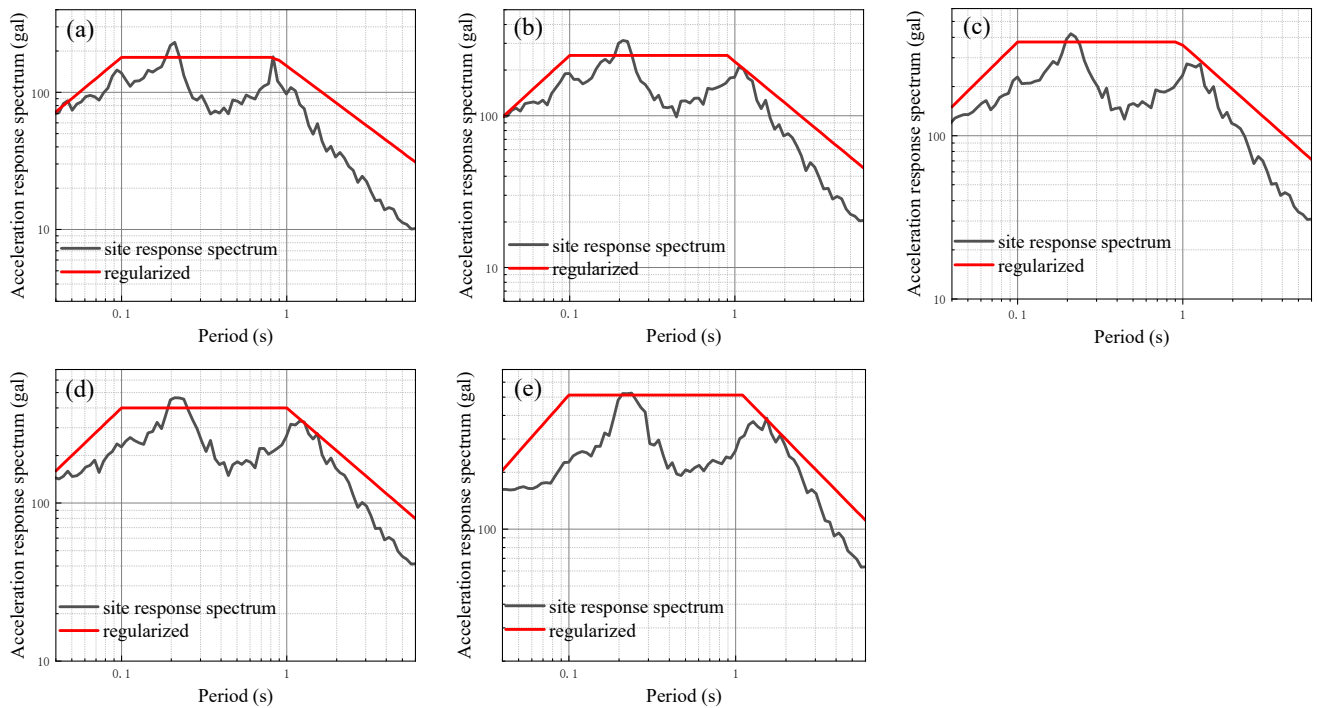 (a)
Acceleration response spectrum (gal)
100
10
site response spectrum
regularized
0.1
1
Period (s)
(b)
Acceleration response spectrum (gal)
100
10
site response spectrum
regularized
0.1
1
Period (s)
(c)
Acceleration response spectrum (gal)
100
10
site response spectrum
regularized
0.1
1
Period (s)
(d)
Acceleration response spectrum (gal)
100
10
site response spectrum
regularized
0.1
1
Period (s)
(e)
Acceleration response spectrum (gal)
100
site response spectrum
regularized
0.1
1
Period (s)